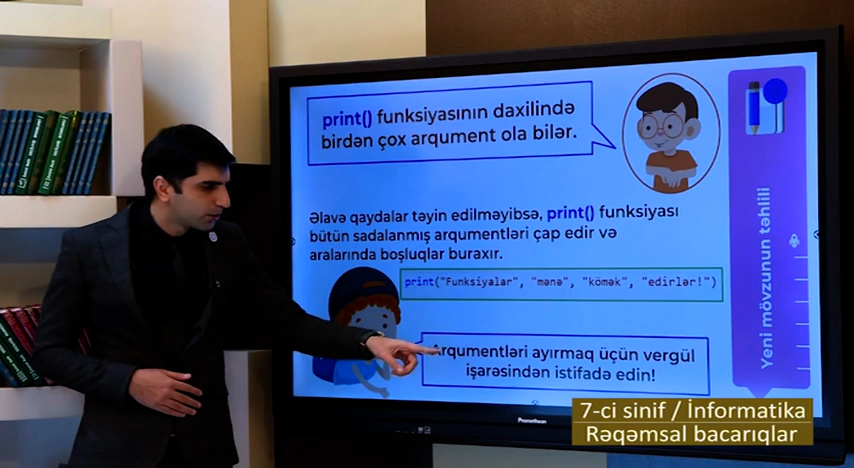 print() funksiyasının daxilində
birdən çox arqument ola bilər.
Əlavə qaydalar təyin edilməyibsə, print() funksiyası
bütün sadalanmış arqumentləri çap edir və
aralarında boşluqlar buraxır.
print("Funksiyalar", "mənə", "kömək", "edirlər!")
Arqumentləri ayırmaq üçün vergül
işarəsindən istifadə edin!
Yeni mövzunun təhlili
Promethean
7-ci sinif / İnformatika
Rəqəmsal bacarıqlar